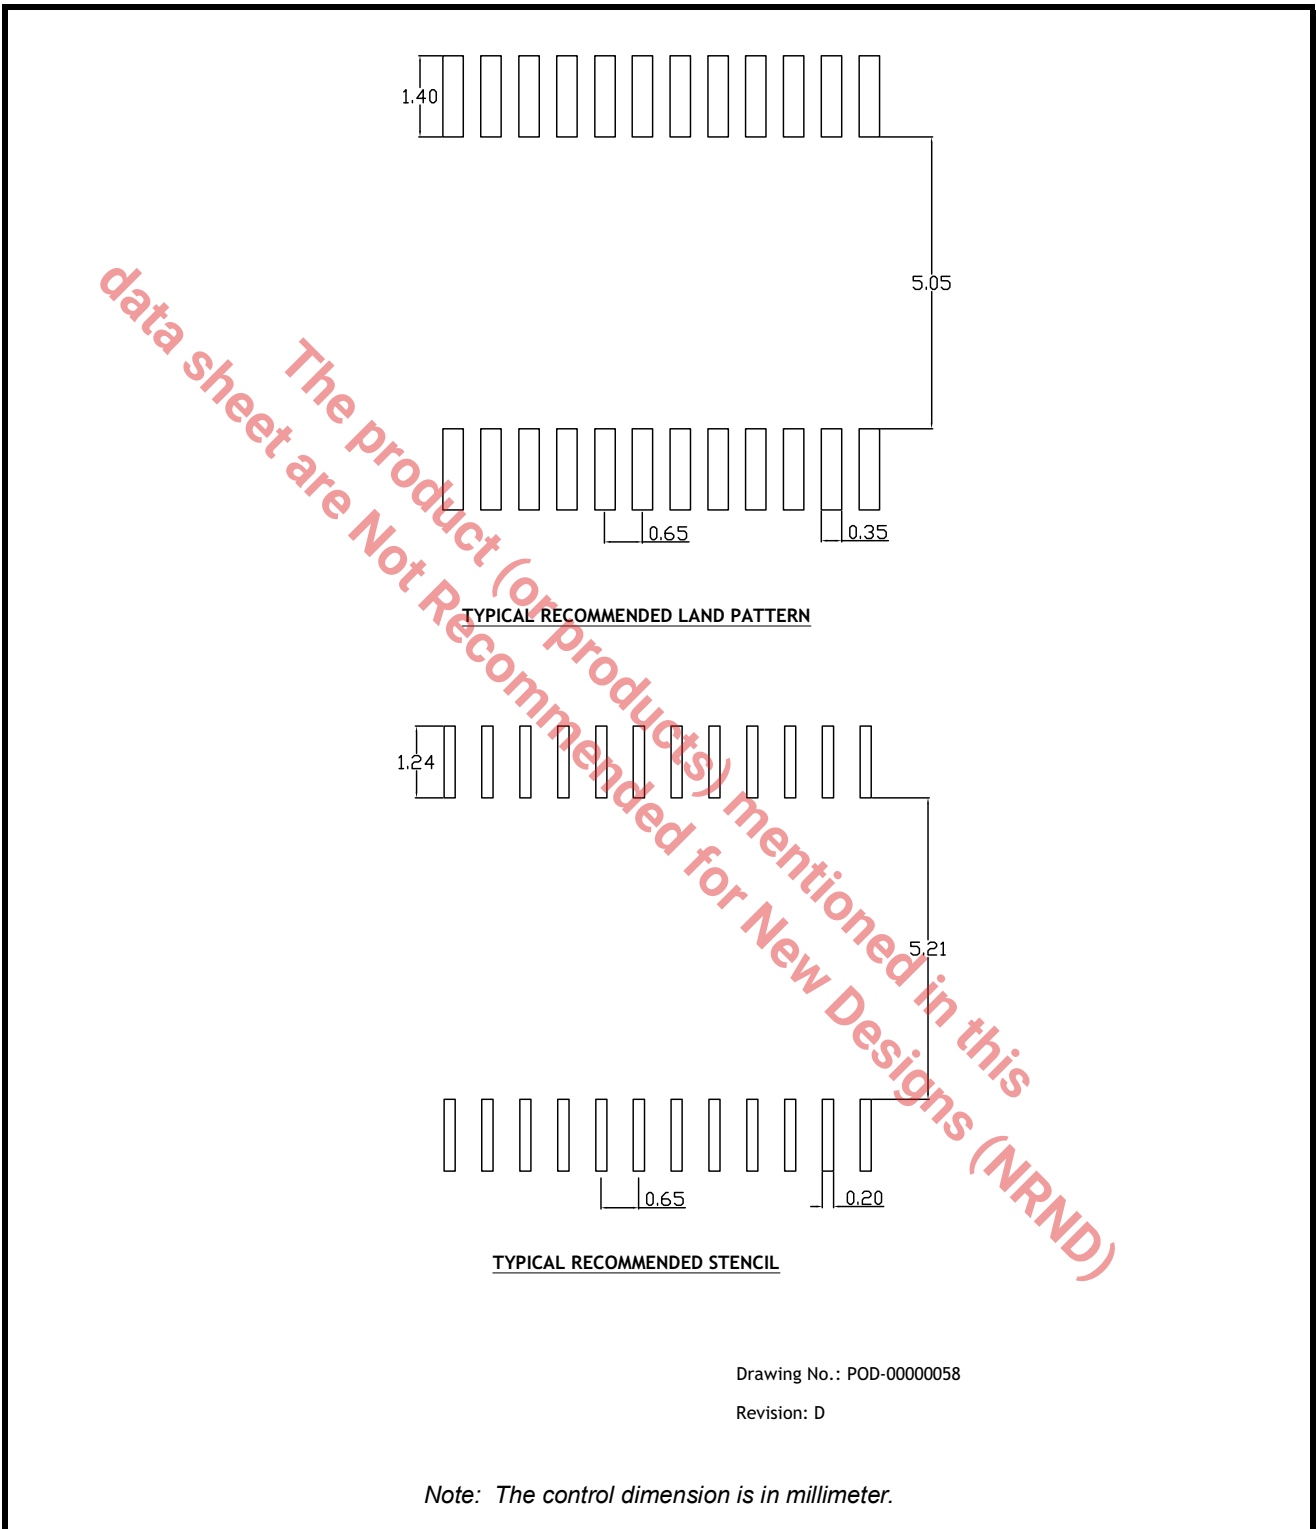 1.40
5.05
0.65
0.35
TYPICAL RECOMMENDED LAND PATTERN
The product (or products) mentioned in this
data sheet are Not Recommended for New Designs (NRND)
1.24
5.21
0.65
0.20
TYPICAL RECOMMENDED STENCIL
Drawing No.: POD-00000058
Revision: D
Note: The control dimension is in millimeter.